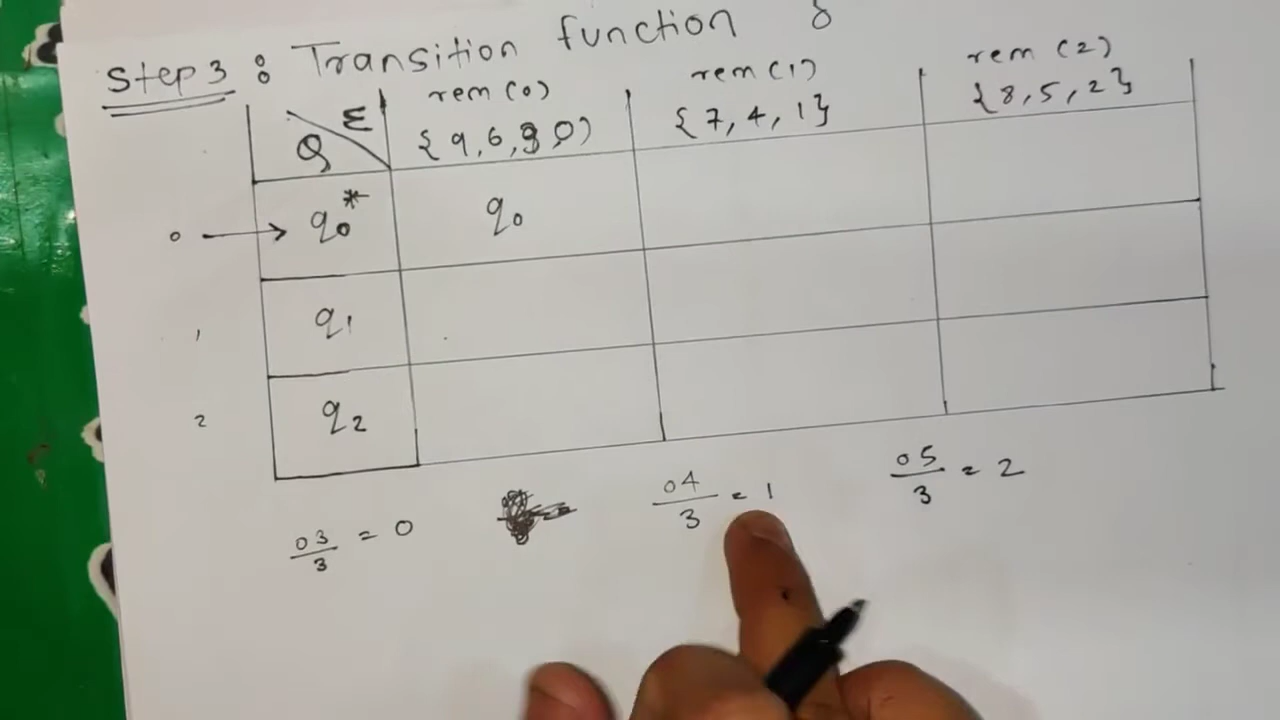 Step 3 : Transition function δ
rem (0) rem (1) rem (2)
{ 9, 6, 3, 0 } { 7, 4, 1 } { 8, 5, 2 }
Q Σ
0 → q0* q0
1 q1
2 q2
03/3 = 0 04/3 = 1 05/3 = 2